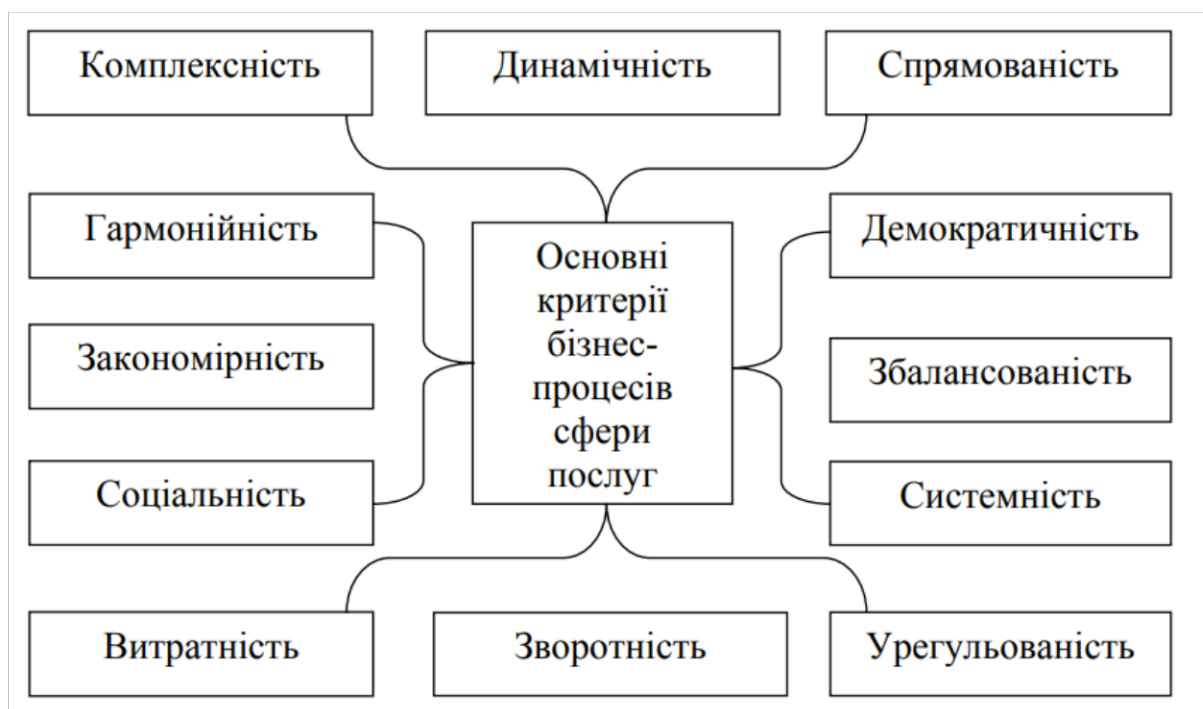 Комплексність
Динамічність
Спрямованість
Гармонійність
Основні
критерії
бізнес-
процесів
сфери
послуг
Демократичність
Закономірність
Збалансованість
Соціальність
Системність
Витратність
Зворотність
Урегульованість